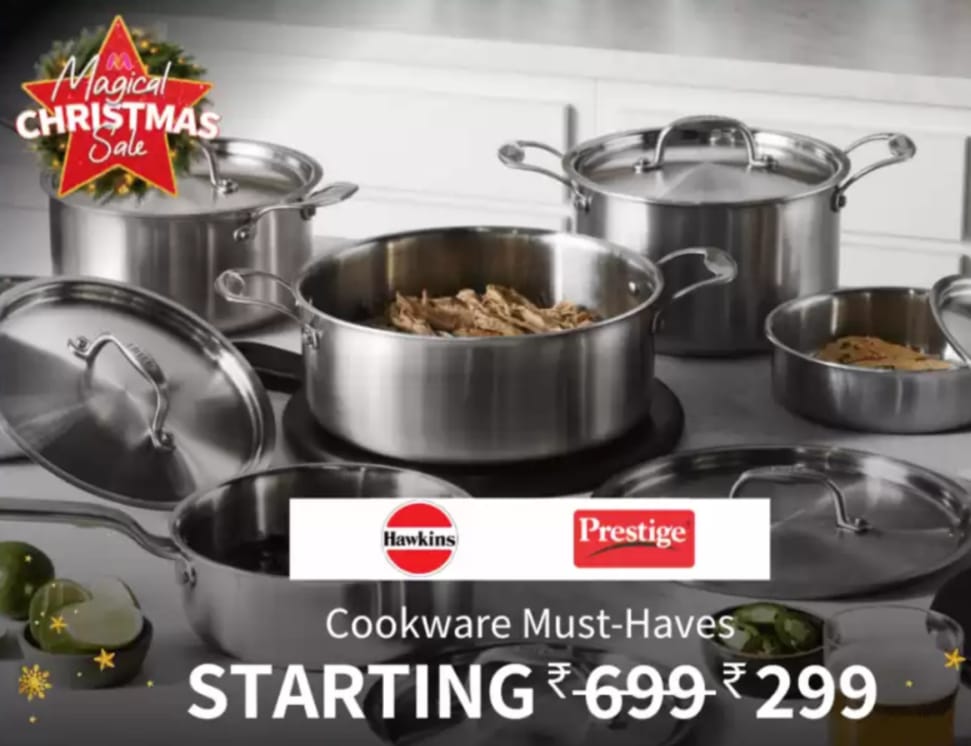 Magical
CHRISTMAS
Sale
Hawkins
Prestige
Cookware Must-Haves
STARTING ₹699 ₹299